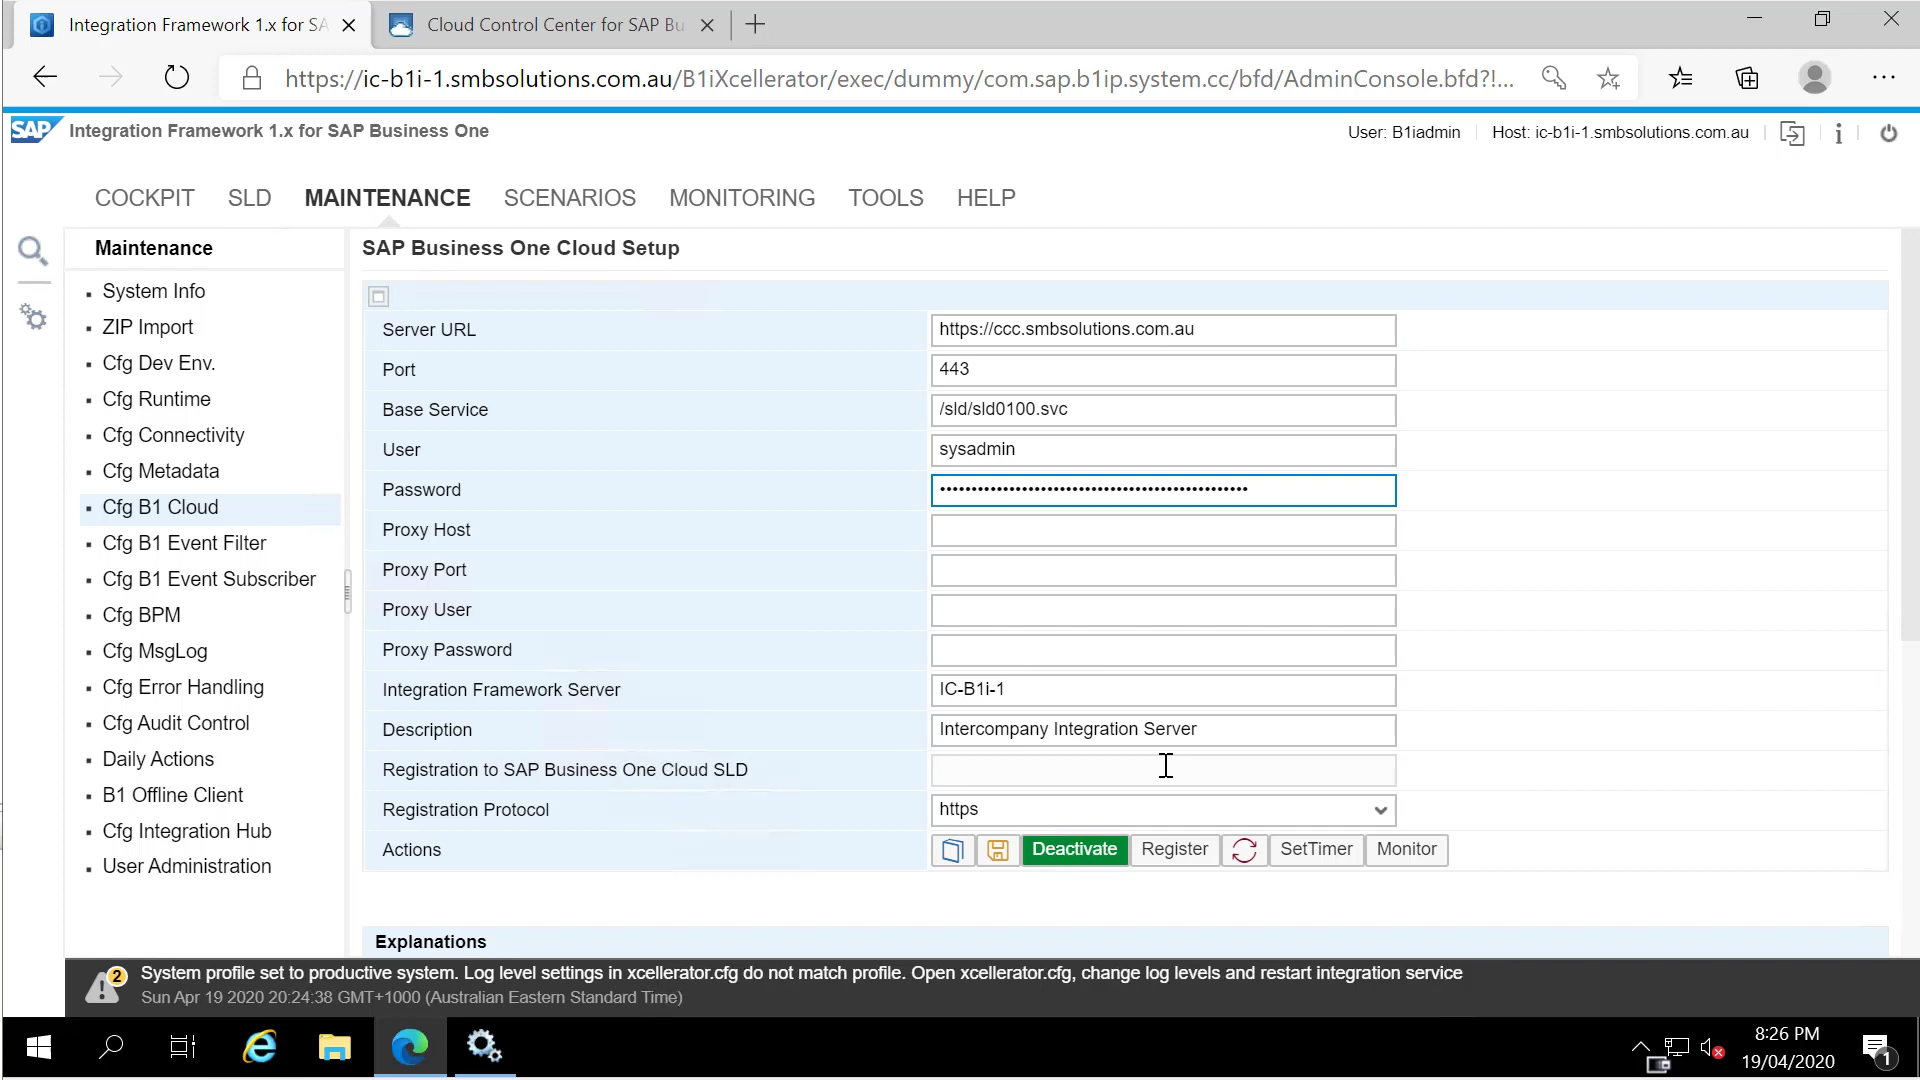 Integration Framework 1.x for SA
Cloud Control Center for SAP Bu
https://ic-b1i-1.smbsolutions.com.au/B1iXcellerator/exec/dummy/com.sap.b1ip.system.cc/bfd/AdminConsole.bfd?!...
SAP Integration Framework 1.x for SAP Business One
User: B1iadmin
Host: ic-b1i-1.smbsolutions.com.au
COCKPIT SLD MAINTENANCE SCENARIOS MONITORING TOOLS HELP
Maintenance
System Info
ZIP Import
Cfg Dev Env.
Cfg Runtime
Cfg Connectivity
Cfg Metadata
Cfg B1 Cloud
Cfg B1 Event Filter
Cfg B1 Event Subscriber
Cfg BPM
Cfg MsgLog
Cfg Error Handling
Cfg Audit Control
Daily Actions
B1 Offline Client
Cfg Integration Hub
User Administration
SAP Business One Cloud Setup
Server URL https://ccc.smbsolutions.com.au
Port 443
Base Service /sld/sld0100.svc
User sysadmin
Password •••••••••••••••••••••••••••••••••••••••••••••••••
Proxy Host
Proxy Port
Proxy User
Proxy Password
Integration Framework Server IC-B1i-1
Description Intercompany Integration Server
Registration to SAP Business One Cloud SLD
Registration Protocol https
Actions Deactivate Register SetTimer Monitor
Explanations
2
System profile set to productive system. Log level settings in xcellerator.cfg do not match profile. Open xcellerator.cfg, change log levels and restart integration service
Sun Apr 19 2020 20:24:38 GMT+1000 (Australian Eastern Standard Time)
8:26 PM
19/04/2020
1